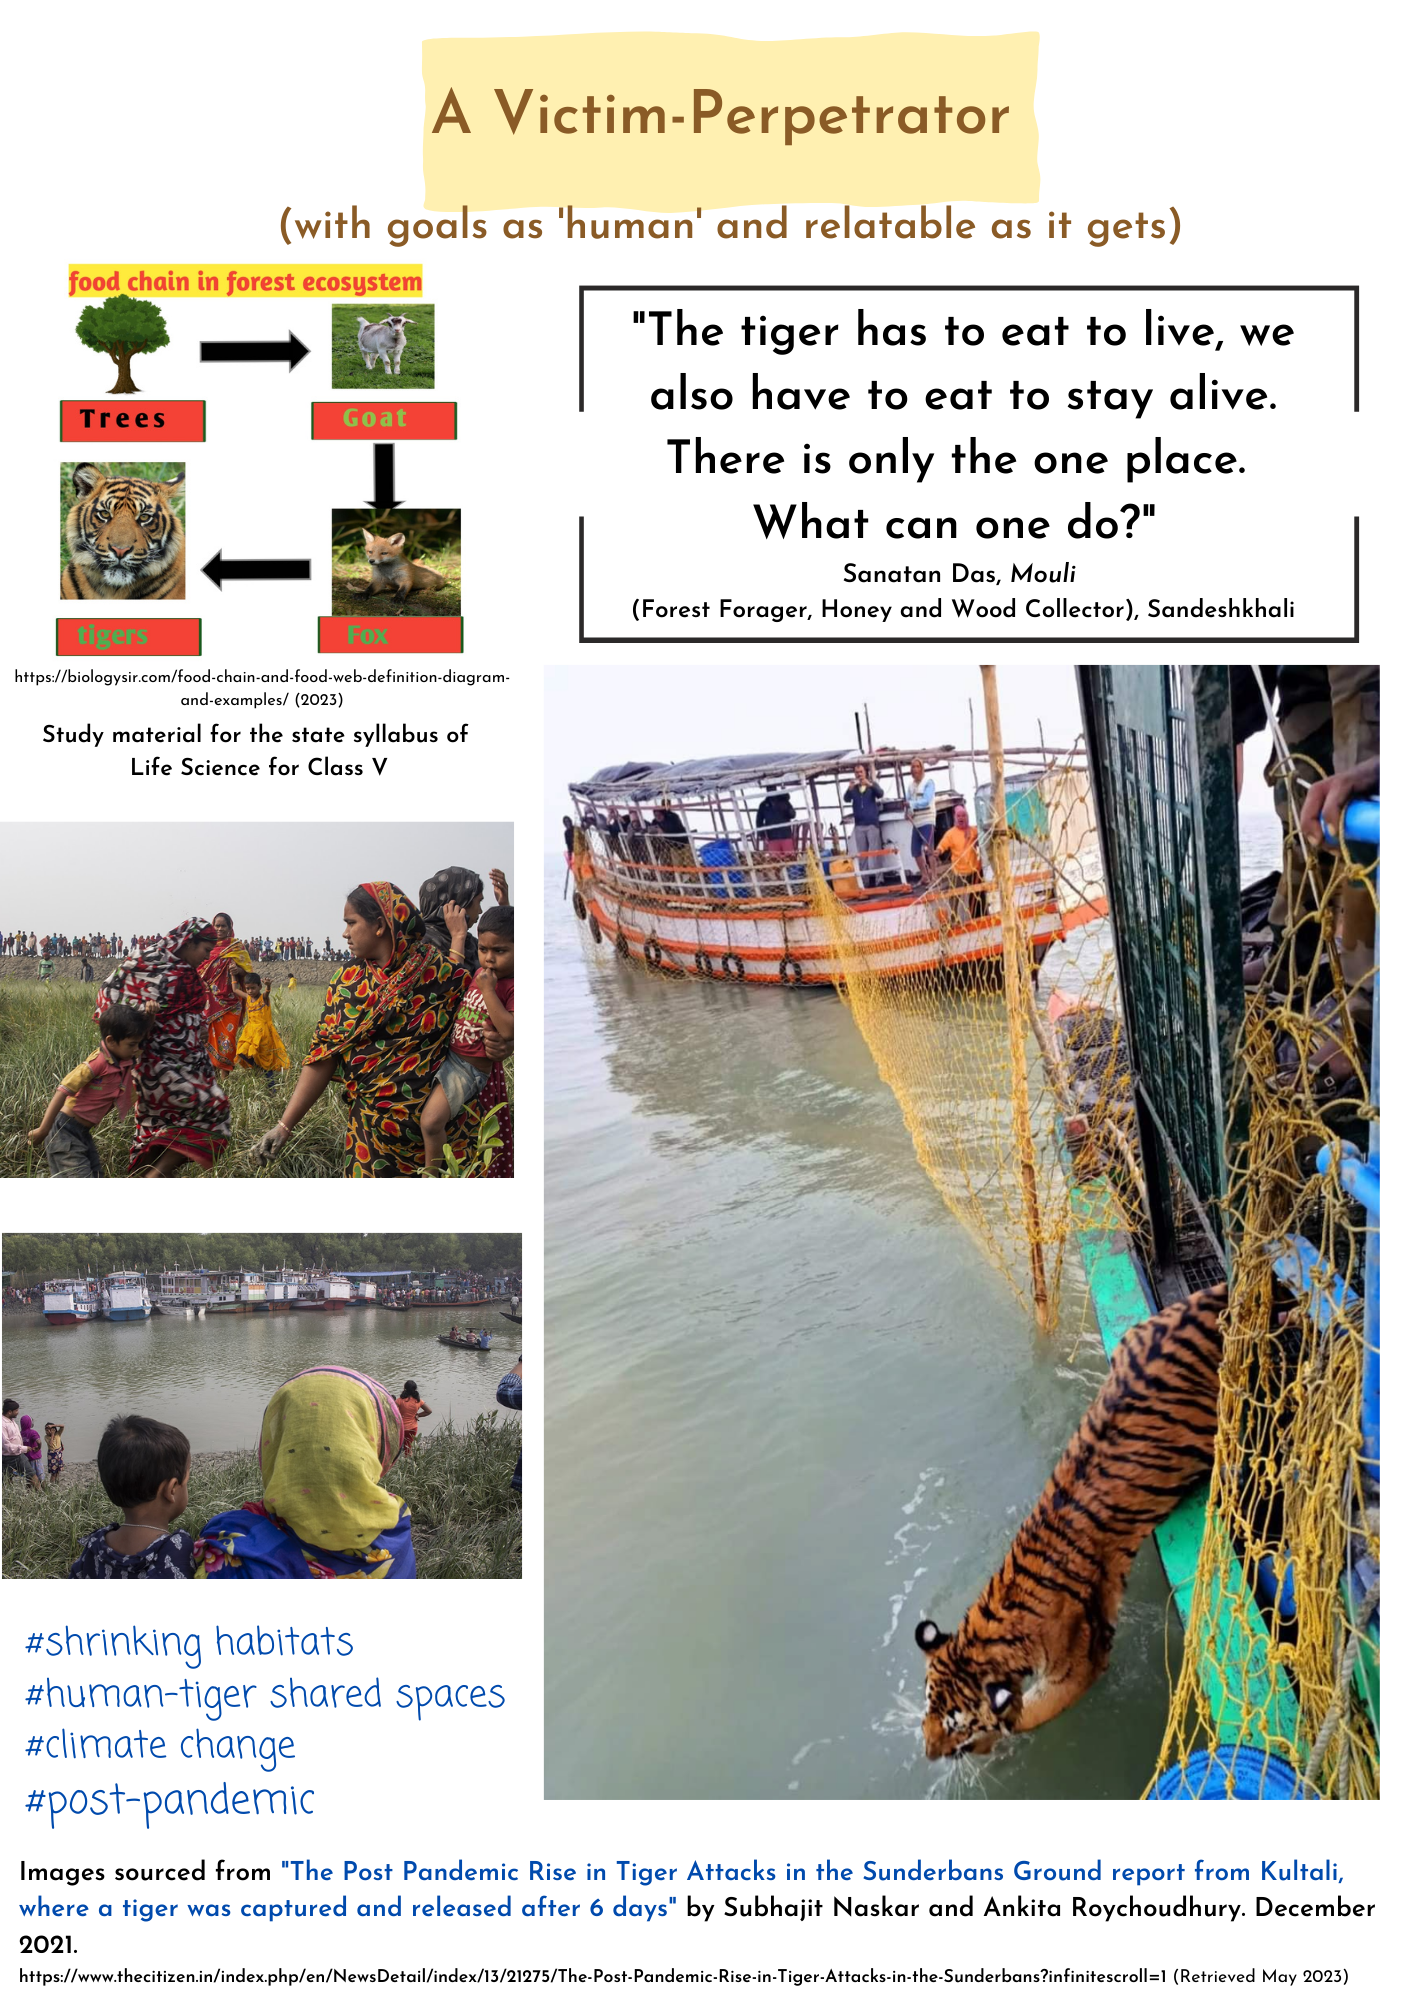 A Victim-Perpetrator
(with goals as 'human' and relatable as it gets)
food chain in forest ecosystem
Trees
Goat
tigers
Fox
https://biologysir.com/food-chain-and-food-web-definition-diagram-
and-examples/ (2023)
Study material for the state syllabus of
Life Science for Class V
"The tiger has to eat to live, we
also have to eat to stay alive.
There is only the one place.
What can one do?"
Sanatan Das, Mouli
(Forest Forager, Honey and Wood Collector), Sandeshkhali
#shrinking habitats
#human-tiger shared spaces
#climate change
#post-pandemic
Images sourced from "The Post Pandemic Rise in Tiger Attacks in the Sunderbans Ground report from Kultali,
where a tiger was captured and released after 6 days" by Subhajit Naskar and Ankita Roychoudhury. December
2021.
https://www.thecitizen.in/index.php/en/NewsDetail/index/13/21275/The-Post-Pandemic-Rise-in-Tiger-Attacks-in-the-Sunderbans?infinitescroll=1 (Retrieved May 2023)